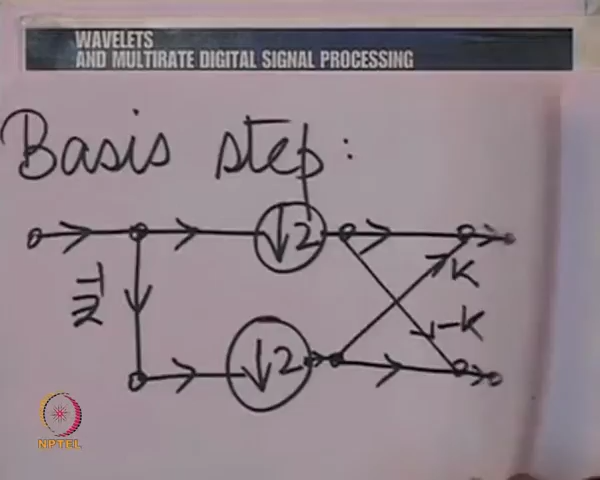 WAVELETS
AND MULTIRATE DIGITAL SIGNAL PROCESSING
Basis step:
↓2
z⁻¹
K
-K
↓2
NPTEL